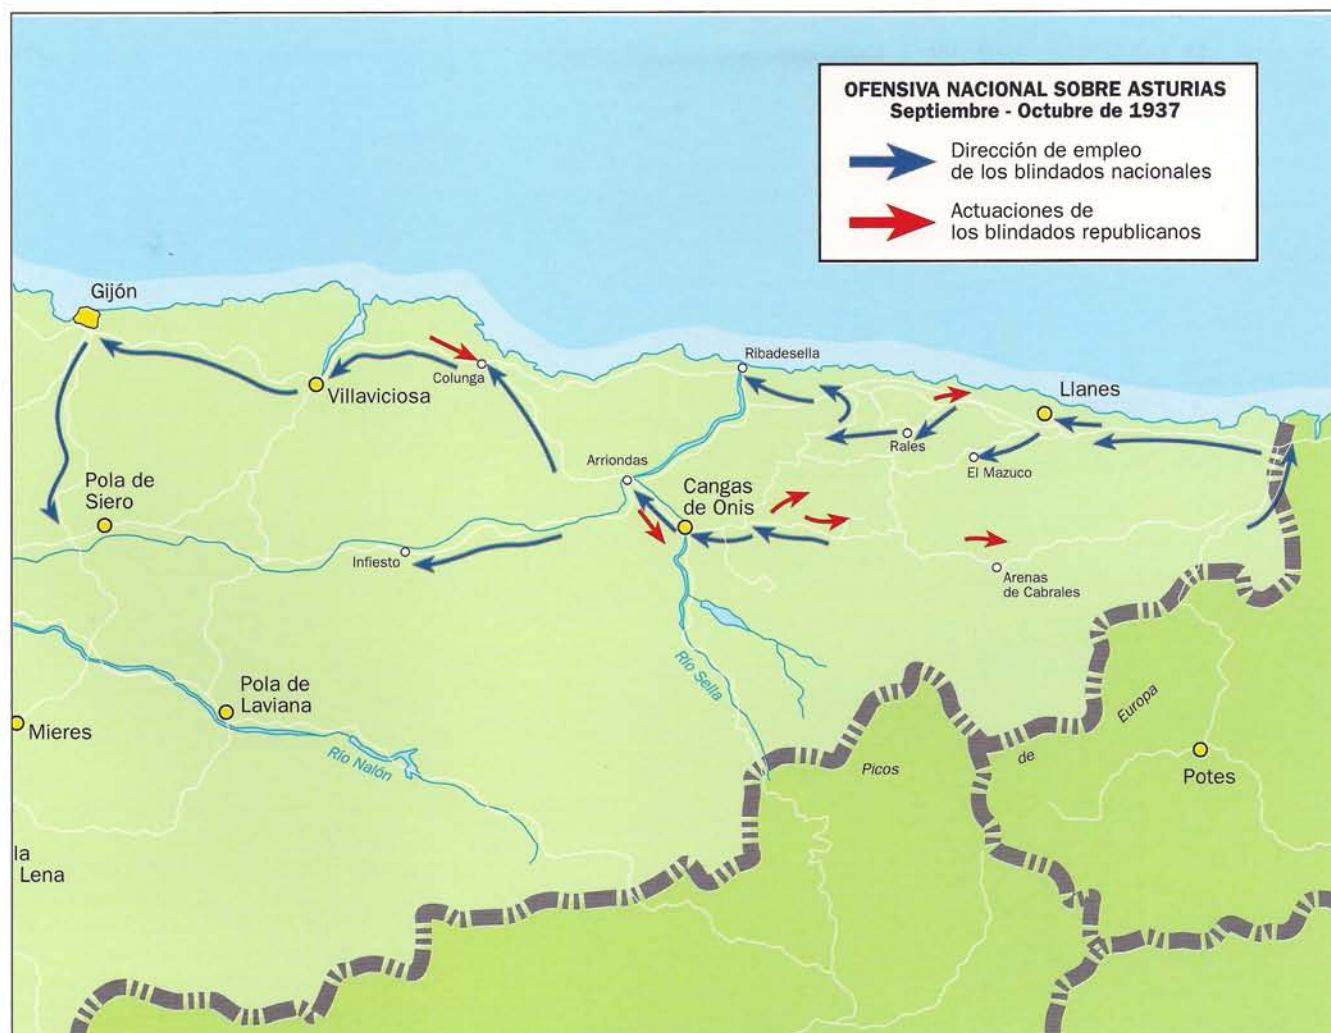 OFENSIVA NACIONAL SOBRE ASTURIAS
Septiembre - Octubre de 1937
Dirección de empleo
de los blindados nacionales
Actuaciones de
los blindados republicanos
Gijón
Villaviciosa
Colunga
Ribadesella
Llanes
Rales
El Mazuco
Arriondas
Cangas
de Onis
Pola de
Siero
Infiesto
Arenas
de Cabrales
Río Sella
Pola de
Laviana
Mieres
Río Nalón
Picos
de
Europa
Potes
la
Lena